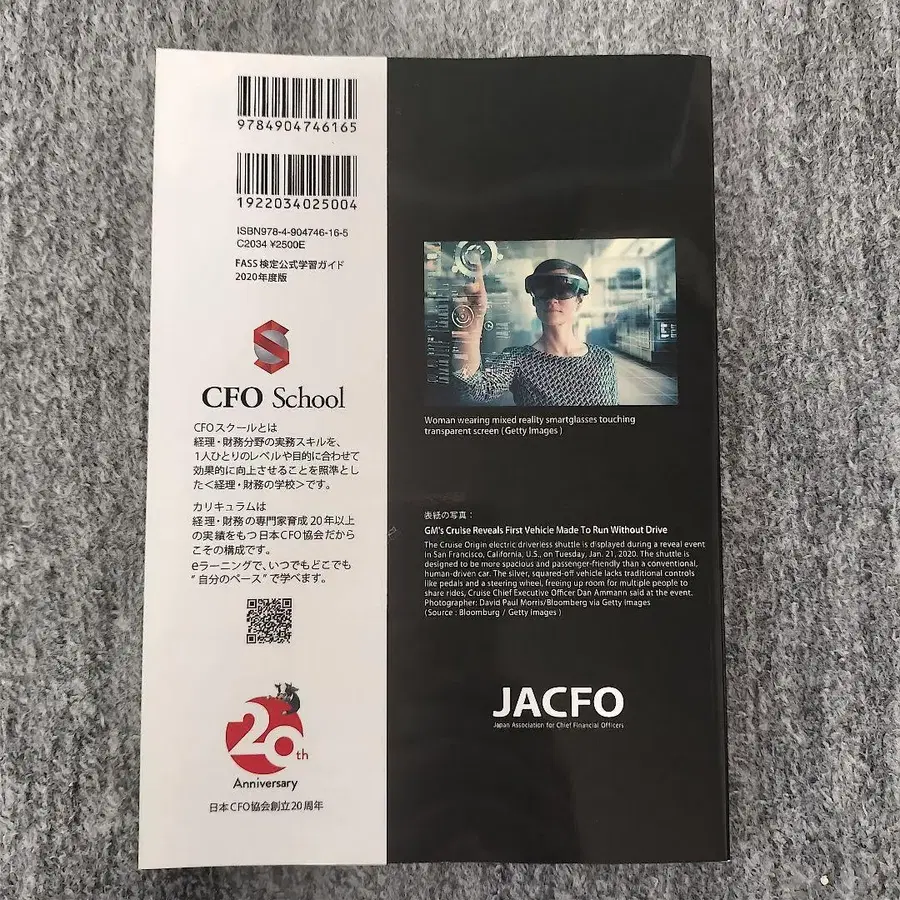 9784904746165
1922034025004
ISBN978-4-904746-16-5
C2034 ¥2500E
FASS検定公式学習ガイド
2020年度版
CFO School
CFOスクールとは
経理・財務分野の実務スキルを、
1人ひとりのレベルや目的に合わせて
効果的に向上させることを照準とし
た<経理・財務の学校>です。
カリキュラムは
経理・財務の専門家育成20年以上
の実績をもつ日本CFO協会だから
こその構成です。
eラーニングで、いつでもどこでも
“自分のペース”で学べます。
20th
Anniversary
日本CFO協会創立20周年
Woman wearing mixed reality smartglasses touching
transparent screen (Getty Images )
表紙の写真：
GM's Cruise Reveals First Vehicle Made To Run Without Drive
The Cruise Origin electric driverless shuttle is displayed during a reveal event
in San Francisco, California, U.S., on Tuesday, Jan. 21, 2020. The shuttle is
designed to be more spacious and passenger-friendly than a conventional,
human-driven car. The silver, squared-off vehicle lacks traditional controls
like pedals and a steering wheel, freeing up room for multiple people to
share rides, Cruise Chief Executive Officer Dan Ammann said at the event.
Photographer: David Paul Morris/Bloomberg via Getty Images
(Source : Bloomburg / Getty Images )
JACFO
Japan Association for Chief Financial Officers